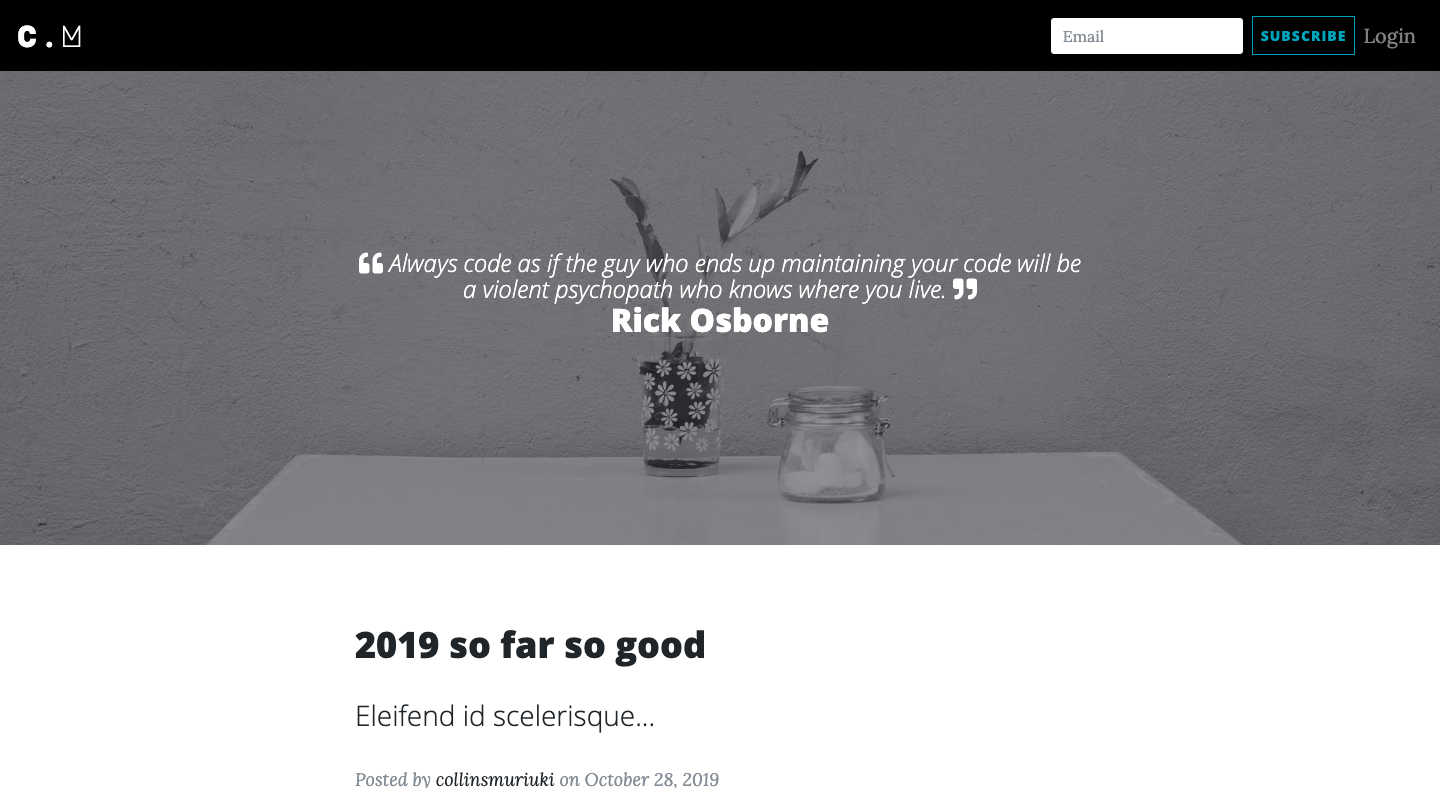 C.M
Email
SUBSCRIBE
Login
❝ Always code as if the guy who ends up maintaining your code will be
a violent psychopath who knows where you live. ❞
Rick Osborne
2019 so far so good
Eleifend id scelerisque...
Posted by collinsmuriuki on October 28, 2019